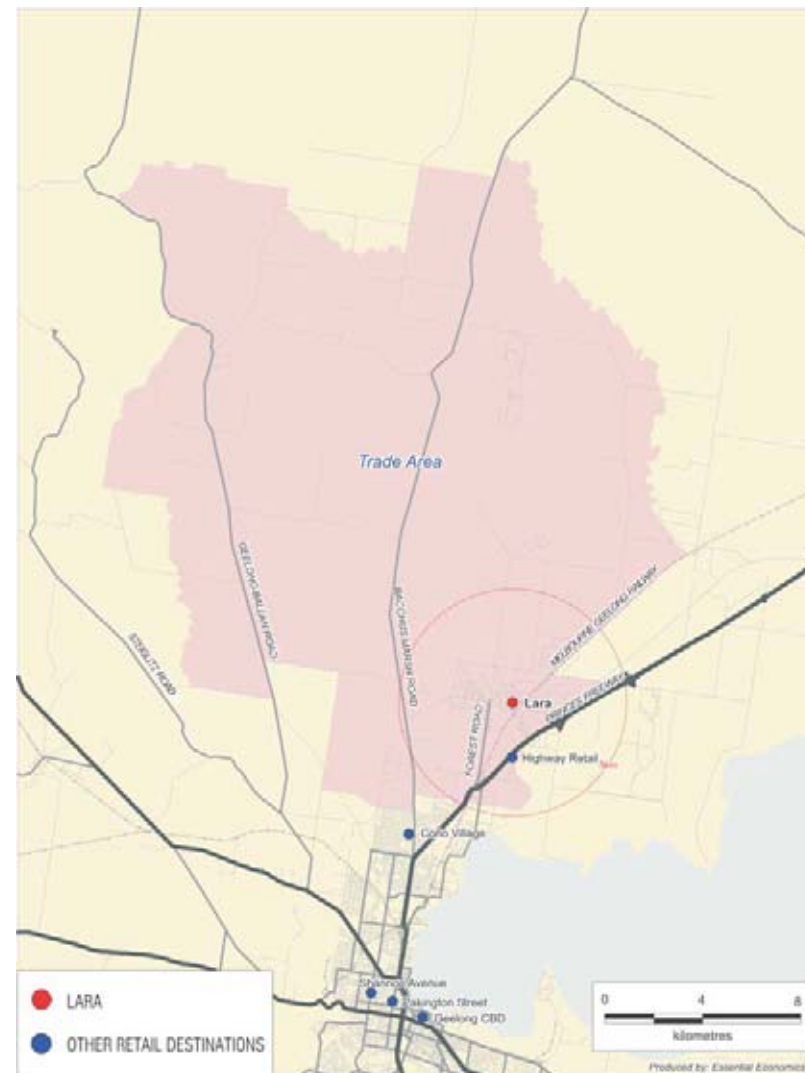 Trade Area
GEELONG-BALLAN ROAD
BACCHUS MARSH ROAD
STEIGLITZ ROAD
MELBOURNE GEELONG RAILWAY
PRINCES FREEWAY
FOREST ROAD
Lara
Highway Retail
5km
Corio Village
Shannon Avenue
Pakington Street
Geelong CBD
LARA
OTHER RETAIL DESTINATIONS
0 4 8
kilometres
Produced by: Essential Economics